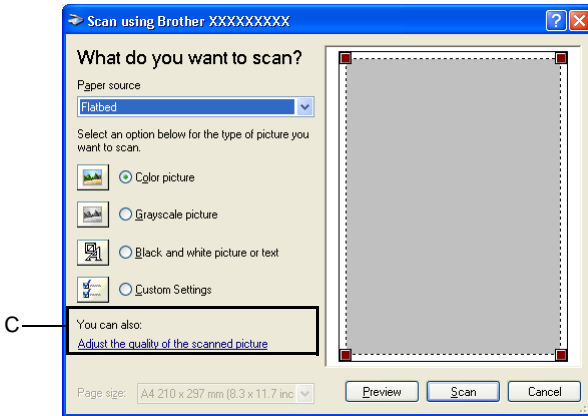 Scan using Brother XXXXXXXXX
What do you want to scan?
Paper source
Flatbed
Select an option below for the type of picture you
want to scan.
Color picture
Grayscale picture
Black and white picture or text
Custom Settings
C
You can also:
Adjust the quality of the scanned picture
Page size:
A4 210 x 297 mm (8.3 x 11.7 inc
Preview
Scan
Cancel